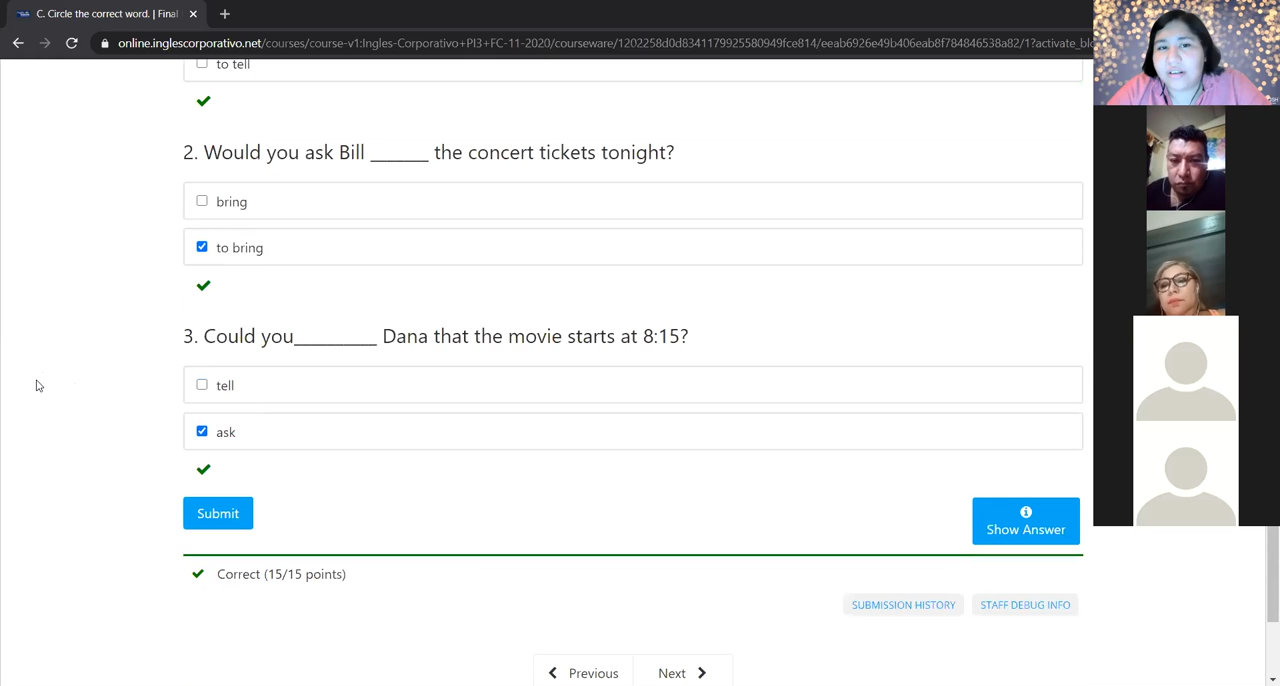 C. Circle the correct word. | Final
online.inglescorporativo.net/courses/course-v1:Ingles-Corporativo+PI3+FC-11-2020/courseware/1202258d0d8341179925580949fce814/eeab6926e49b406eab8f784846538a82/1?activate_blo
to tell
2. Would you ask Bill ______ the concert tickets tonight?
bring
to bring
3. Could you_________ Dana that the movie starts at 8:15?
tell
ask
Submit
Show Answer
Correct (15/15 points)
SUBMISSION HISTORY
STAFF DEBUG INFO
Previous
Next